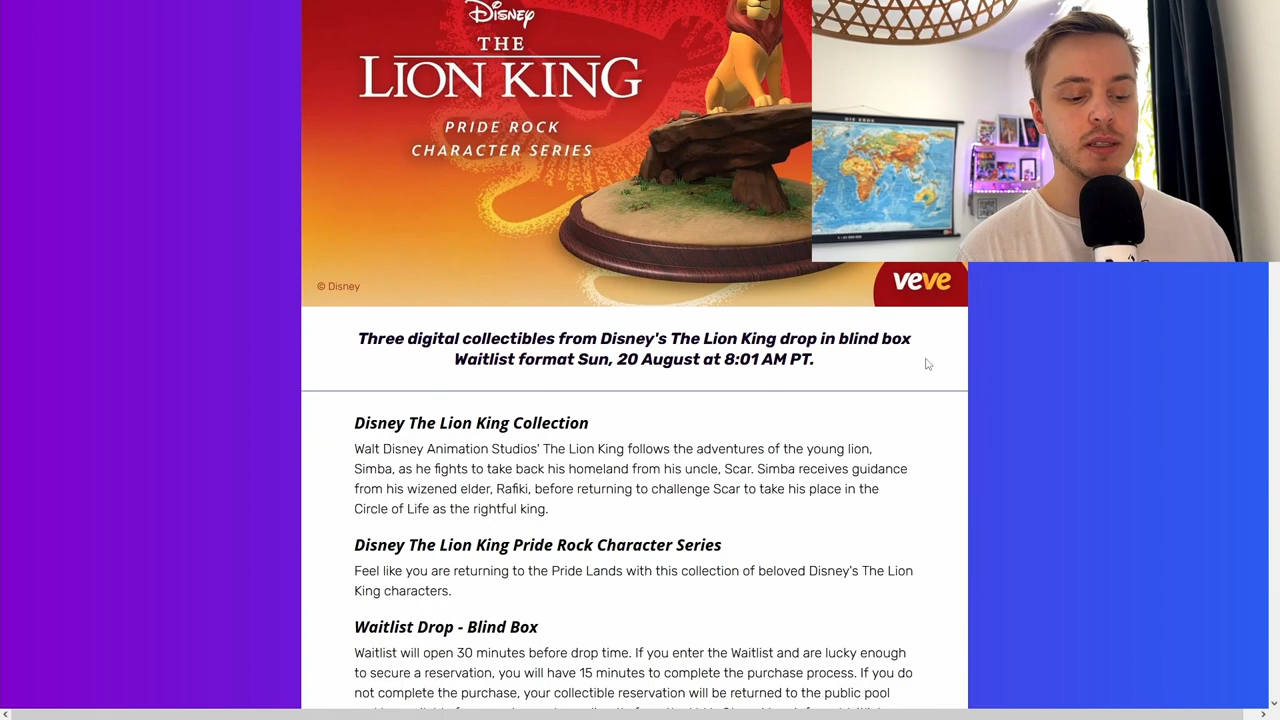 Disney
THE
LION KING
PRIDE ROCK
CHARACTER SERIES
DIE ERDE
© Disney
veve
Three digital collectibles from Disney's The Lion King drop in blind box
Waitlist format Sun, 20 August at 8:01 AM PT.
Disney The Lion King Collection
Walt Disney Animation Studios' The Lion King follows the adventures of the young lion,
Simba, as he fights to take back his homeland from his uncle, Scar. Simba receives guidance
from his wizened elder, Rafiki, before returning to challenge Scar to take his place in the
Circle of Life as the rightful king.
Disney The Lion King Pride Rock Character Series
Feel like you are returning to the Pride Lands with this collection of beloved Disney's The Lion
King characters.
Waitlist Drop - Blind Box
Waitlist will open 30 minutes before drop time. If you enter the Waitlist and are lucky enough
to secure a reservation, you will have 15 minutes to complete the purchase process. If you do
not complete the purchase, your collectible reservation will be returned to the public pool